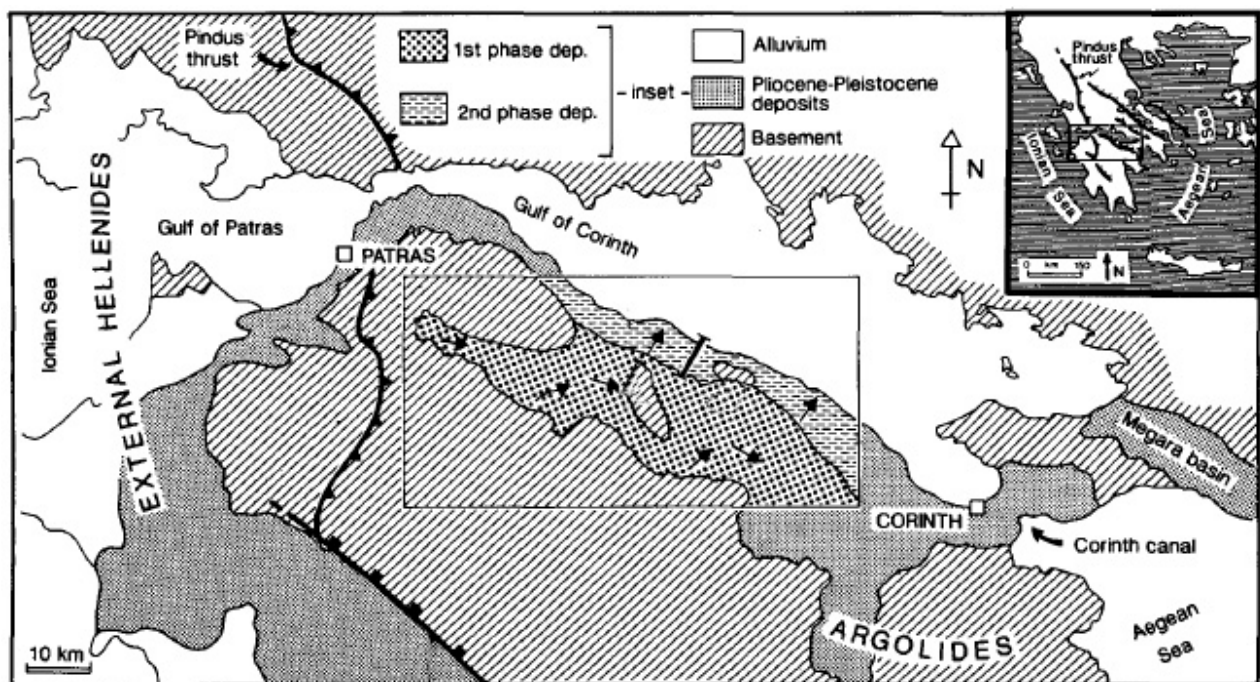 Pindus
thrust
1st phase dep.
2nd phase dep.
inset
Alluvium
Pliocene-Pleistocene
deposits
Basement
N
Pindus
thrust
Ionian Sea
Aegean Sea
0 km 150
N
Gulf of Patras
Gulf of Corinth
PATRAS
Ionian Sea
EXTERNAL HELLENIDES
Megara basin
CORINTH
Corinth canal
ARGOLIDES
Aegean
Sea
10 km